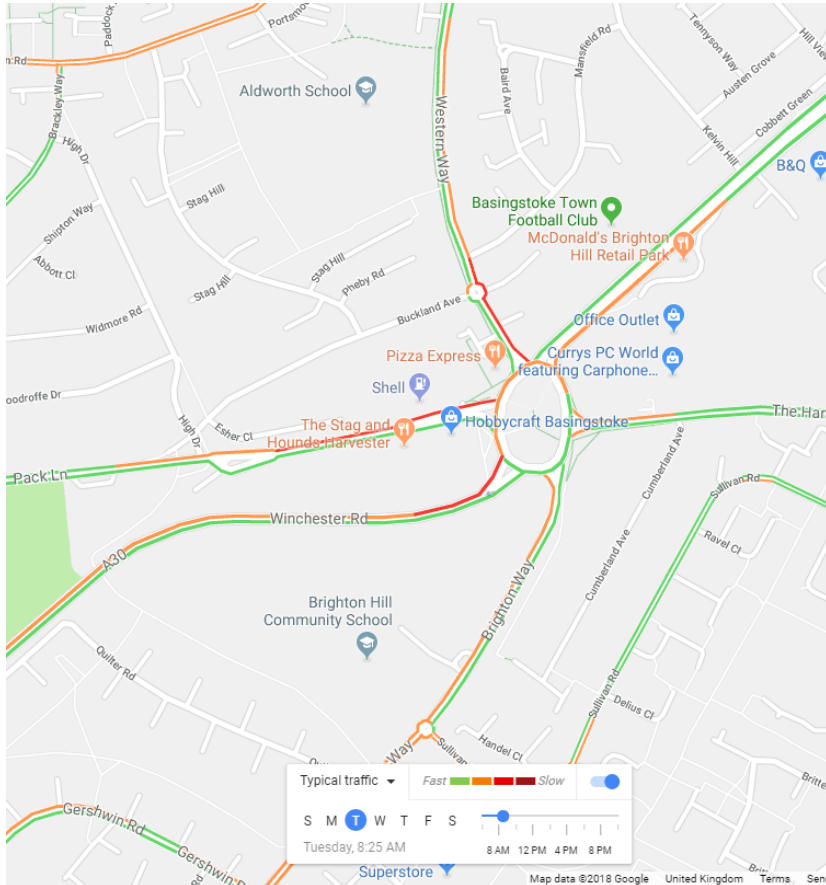 Paddock
Portsmo
n Rd
Brackley Way
Aldworth School
High Dr
Western Way
Baird Ave
Mansfield Rd
Tennyson Way
Hill View
Austen Grove
Cobbett Green
Kelvin Hill
B&Q
Stag Hill
Shipton Way
Abbott Cl
Basingstoke Town
Football Club
McDonald's Brighton
Hill Retail Park
Stag Hill
Stag Hill
Pheby Rd
Buckland Ave
Widmore Rd
Office Outlet
Pizza Express
Currys PC World
featuring Carphone...
Shell
oodroffe Dr
High Dr
Esher Cl
The Stag and
Hounds Harvester
Hobbycraft Basingstoke
The Har
Pack Ln
Winchester Rd
A30
Cumberland Ave
Sullivan Rd
Ravel Cl
Cumberland Ave
Brighton Way
Brighton Hill
Community School
Quilter Rd
Sullivan Rd
Delius Cl
Way
Sullivan
Handel Cl
Quil
Britte
Britte
Gershwin Rd
Gershwin Rd
Typical traffic
Fast
Slow
S M T W T F S
Tuesday, 8:25 AM
8 AM 12 PM 4 PM 8 PM
Superstore
Map data ©2018 Google United Kingdom Terms Sen